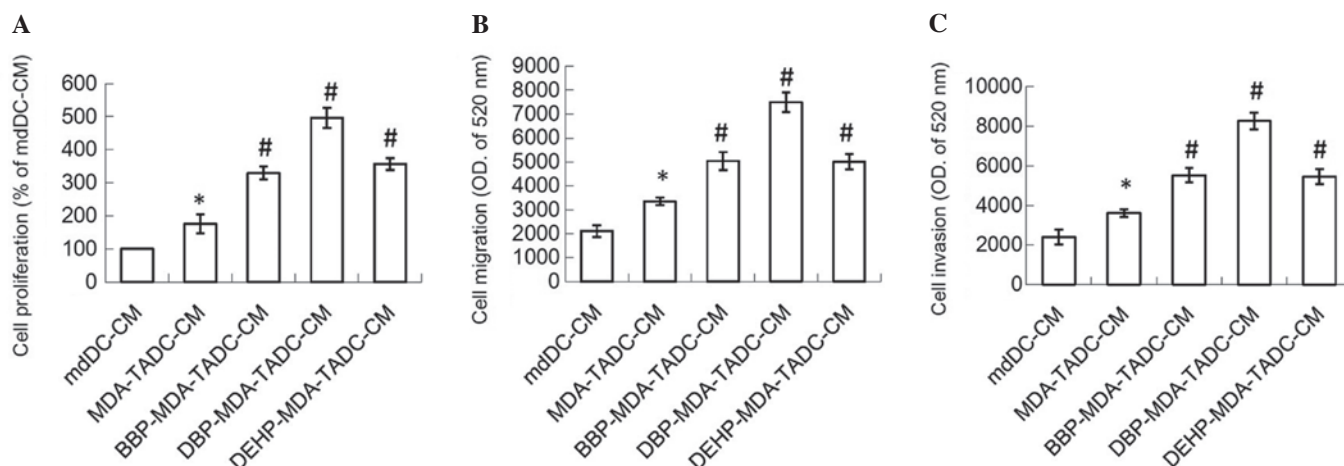 A
Cell proliferation (% of mdDC-CM)
600
500
400
300
200
100
0
*
#
#
#
mdDC-CM
MDA-TADC-CM
BBP-MDA-TADC-CM
DBP-MDA-TADC-CM
DEHP-MDA-TADC-CM
B
Cell migration (OD. of 520 nm)
9000
8000
7000
6000
5000
4000
3000
2000
1000
0
*
#
#
#
mdDC-CM
MDA-TADC-CM
BBP-MDA-TADC-CM
DBP-MDA-TADC-CM
DEHP-MDA-TADC-CM
C
Cell invasion (OD. of 520 nm)
10000
8000
6000
4000
2000
0
*
#
#
#
mdDC-CM
MDA-TADC-CM
BBP-MDA-TADC-CM
DBP-MDA-TADC-CM
DEHP-MDA-TADC-CM